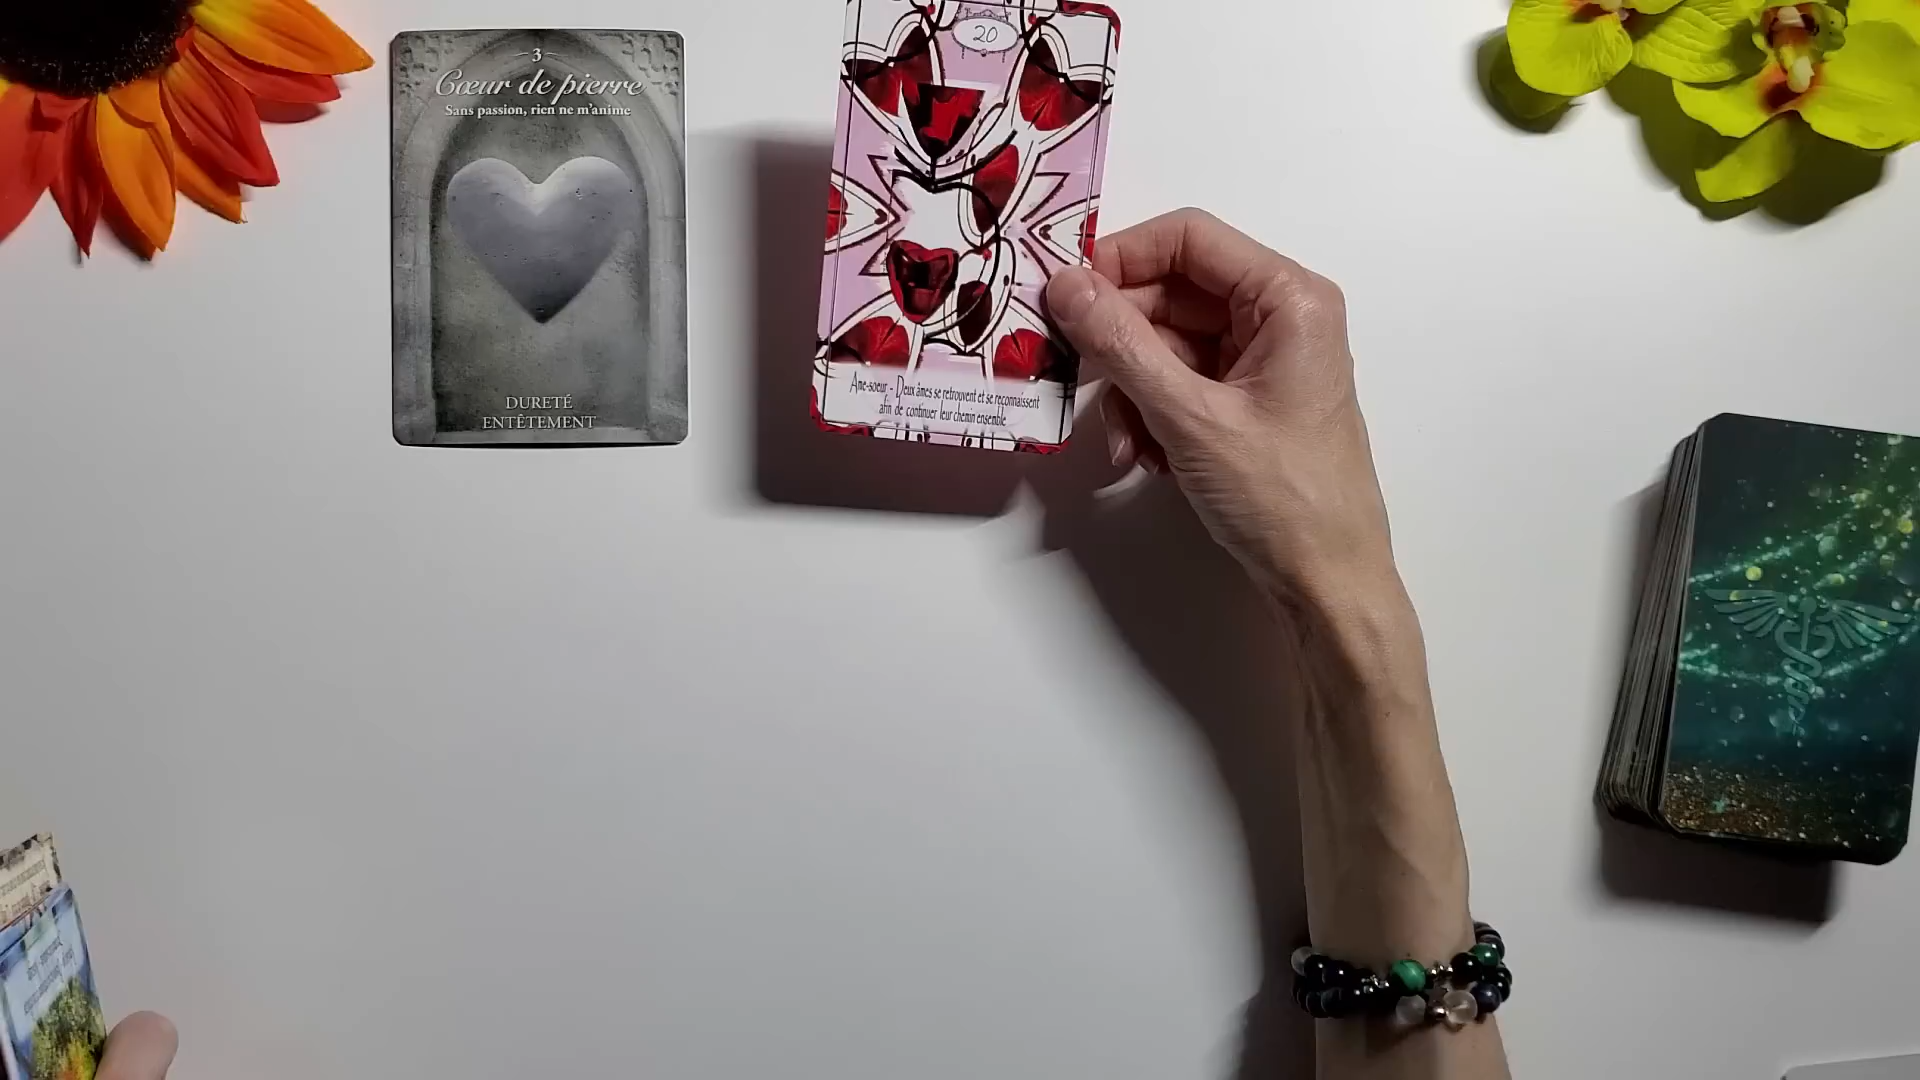 3
Cœur de pierre
Sans passion, rien ne m'anime
DURETÉ
ENTÊTEMENT
20
Ame-soeur - Deux âmes se retrouvent et se reconnaissent
afin de continuer leur chemin ensemble